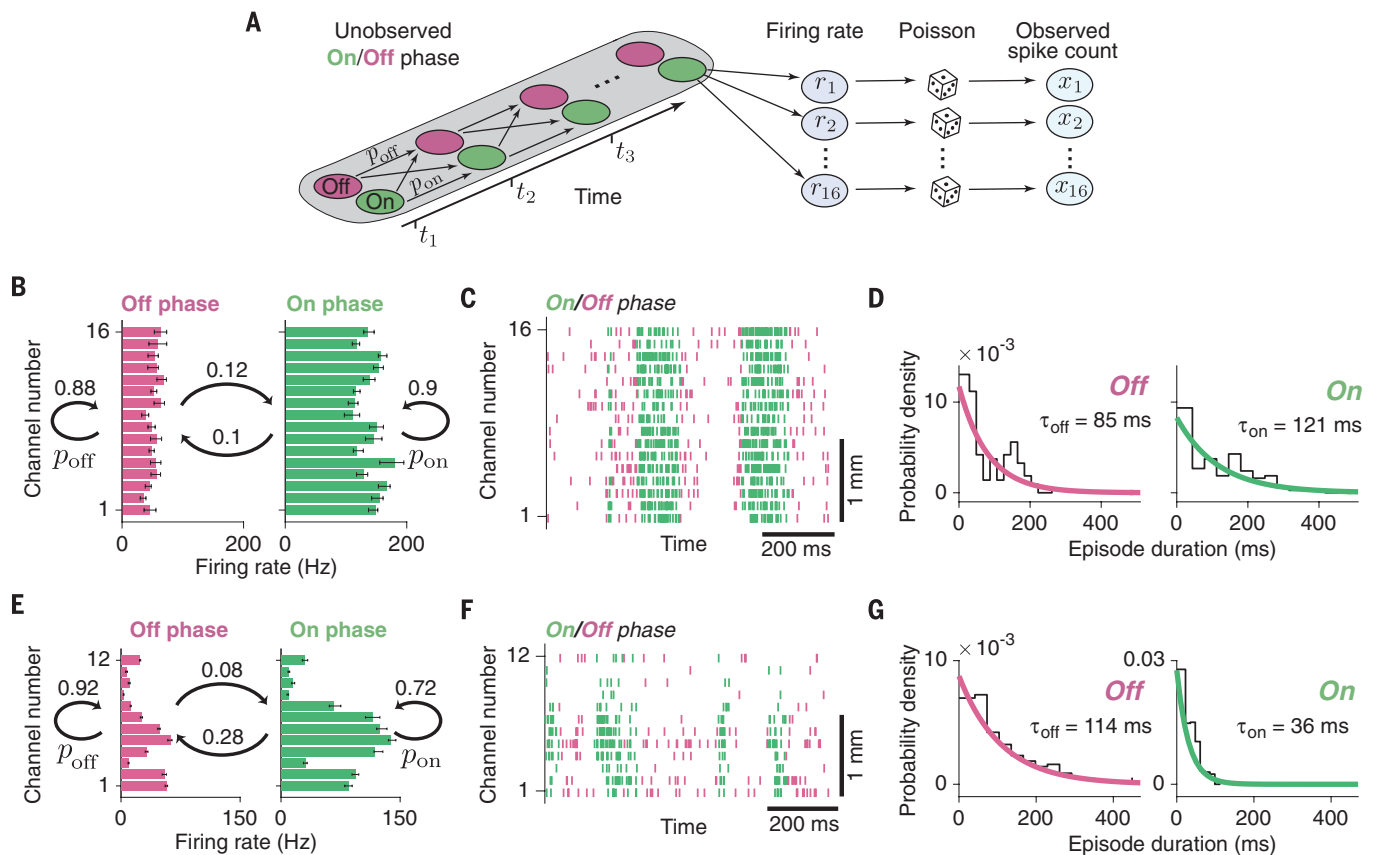 A
Unobserved
On/Off phase
Firing rate
Poisson
Observed
spike count
Off
On
p_off
p_on
...
t_1
t_2
t_3
Time
r_1
x_1
r_2
x_2
r_16
x_16
B
Off phase
On phase
Channel number
16
1
0.88
p_off
0.12
0.1
0.9
p_on
0
200
0
200
Firing rate (Hz)
C
On/Off phase
Channel number
16
1
1 mm
Time
200 ms
D
Probability density
× 10⁻³
10
0
Off
τ_off = 85 ms
On
τ_on = 121 ms
0
200
400
0
200
400
Episode duration (ms)
E
Off phase
On phase
Channel number
12
1
0.92
p_off
0.08
0.28
0.72
p_on
0
150
0
150
Firing rate (Hz)
F
On/Off phase
Channel number
12
1
1 mm
Time
200 ms
G
Probability density
× 10⁻³
10
0
Off
τ_off = 114 ms
0.03
0
On
τ_on = 36 ms
0
200
400
0
200
400
Episode duration (ms)